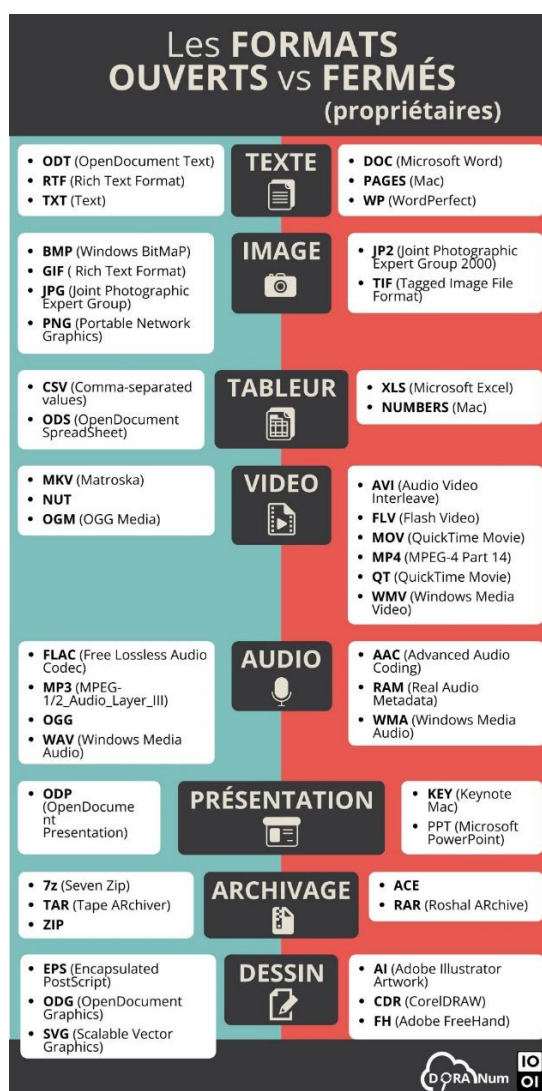 Les FORMATS
OUVERTS vs FERMÉS
(propriétaires)
TEXTE
• ODT (OpenDocument Text)
• RTF (Rich Text Format)
• TXT (Text)
• DOC (Microsoft Word)
• PAGES (Mac)
• WP (WordPerfect)
IMAGE
• BMP (Windows BitMaP)
• GIF ( Rich Text Format)
• JPG (Joint Photographic
Expert Group)
• PNG (Portable Network
Graphics)
• JP2 (Joint Photographic
Expert Group 2000)
• TIF (Tagged Image File
Format)
TABLEUR
• CSV (Comma-separated
values)
• ODS (OpenDocument
SpreadSheet)
• XLS (Microsoft Excel)
• NUMBERS (Mac)
VIDEO
• MKV (Matroska)
• NUT
• OGM (OGG Media)
• AVI (Audio Video
Interleave)
• FLV (Flash Video)
• MOV (QuickTime Movie)
• MP4 (MPEG-4 Part 14)
• QT (QuickTime Movie)
• WMV (Windows Media
Video)
AUDIO
• FLAC (Free Lossless Audio
Codec)
• MP3 (MPEG-
1/2_Audio_Layer_III)
• OGG
• WAV (Windows Media
Audio)
• AAC (Advanced Audio
Coding)
• RAM (Real Audio
Metadata)
• WMA (Windows Media
Audio)
PRÉSENTATION
• ODP
(OpenDocume
nt
Presentation)
• KEY (Keynote
Mac)
• PPT (Microsoft
PowerPoint)
ARCHIVAGE
• 7z (Seven Zip)
• TAR (Tape ARchiver)
• ZIP
• ACE
• RAR (Roshal ARchive)
DESSIN
• EPS (Encapsulated
PostScript)
• ODG (OpenDocument
Graphics)
• SVG (Scalable Vector
Graphics)
• AI (Adobe Illustrator
Artwork)
• CDR (CorelDRAW)
• FH (Adobe FreeHand)
DORANum
IO
OI